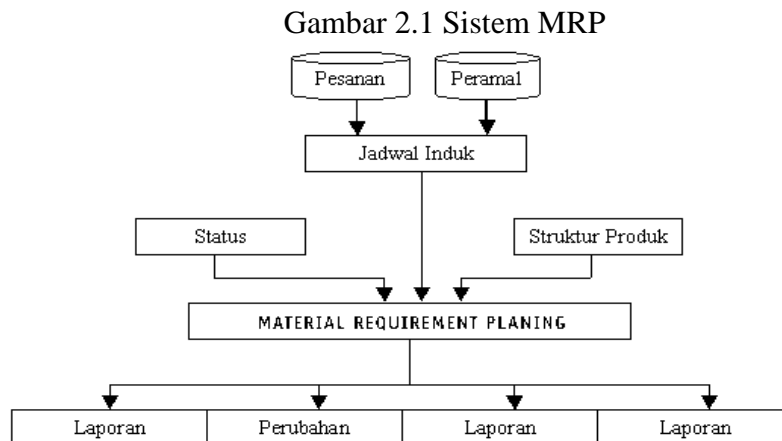 Gambar 2.1 Sistem MRP
Pesanan
Peramal
Jadwal Induk
Status
Struktur Produk
MATERIAL REQUIREMENT PLANING
Laporan
Perubahan
Laporan
Laporan